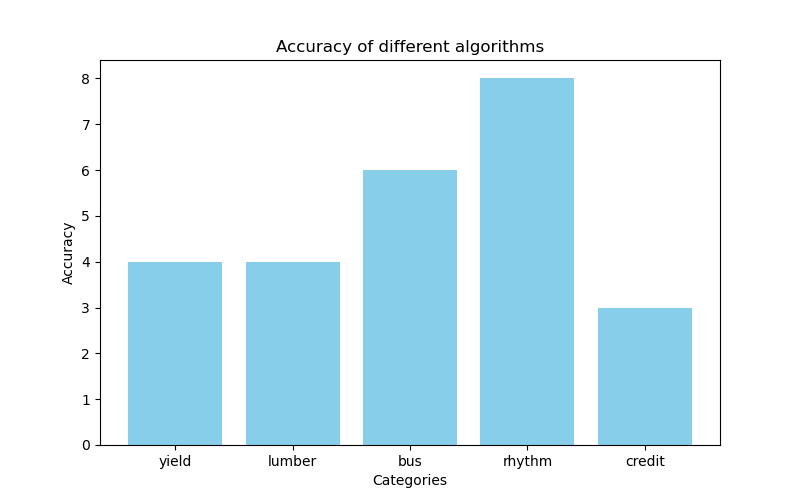 Accuracy of different algorithms
8
7
6
5
4
3
2
1
0
Accuracy
yield lumber bus rhythm credit
Categories